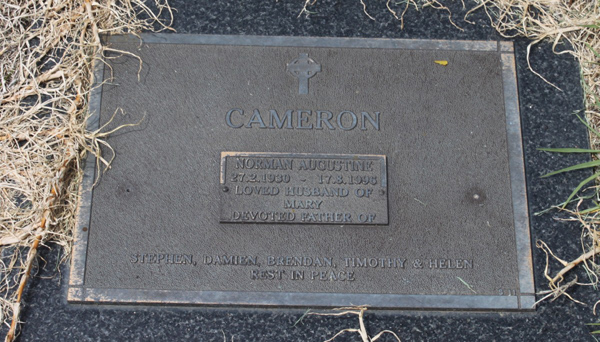 CAMERON
NORMAN AUGUSTINE
27.2.1930 - 17.8.1996
LOVED HUSBAND OF
MARY
DEVOTED FATHER OF
STEPHEN, DAMIEN, BRENDAN, TIMOTHY & HELEN
REST IN PEACE